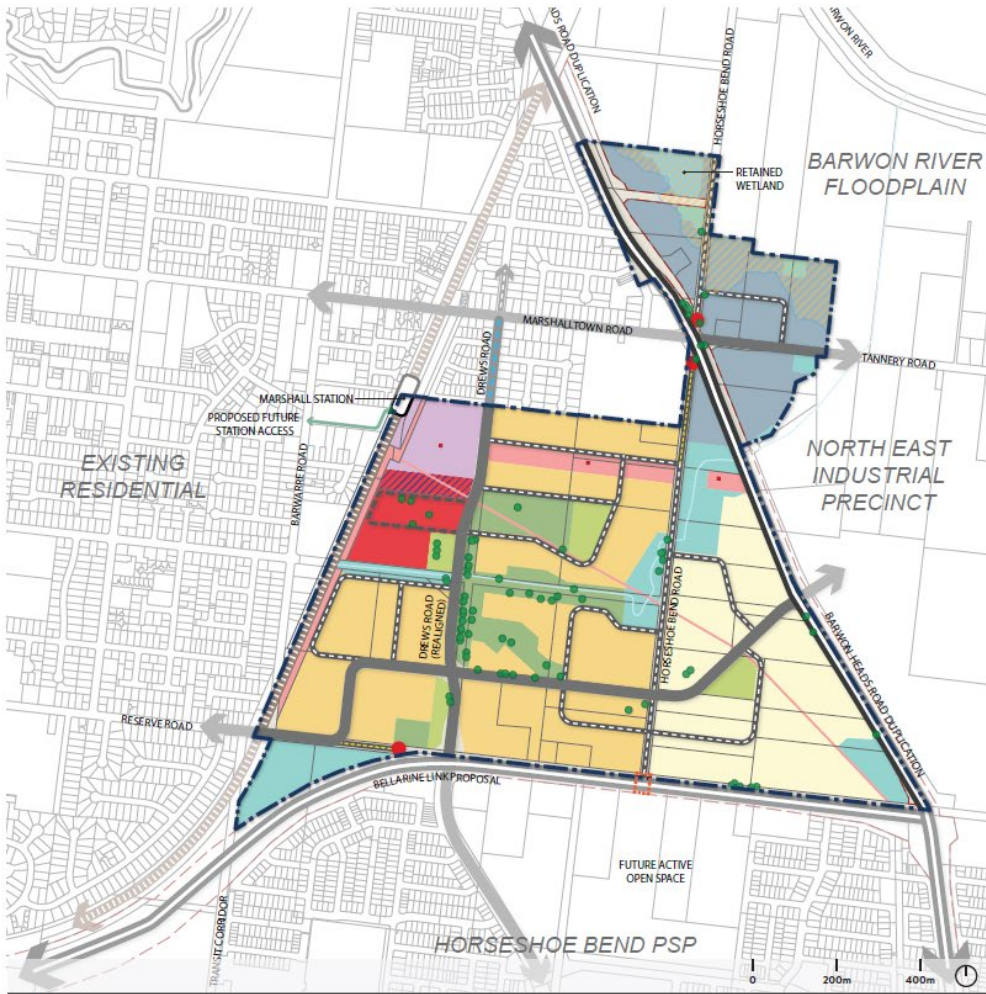 ADS ROAD DUPLICATION
HORSESHOE BEND ROAD
BARWON RIVER
BARWON RIVER
FLOODPLAIN
RETAINED
WETLAND
MARSHALLTOWN ROAD
TANNERY ROAD
DREWS ROAD
MARSHALL STATION
PROPOSED FUTURE
STATION ACCESS
EXISTING
RESIDENTIAL
BARWARRE ROAD
NORTH EAST
INDUSTRIAL
PRECINCT
DREWS ROAD
(REALIGNED)
HORSESHOE BEND ROAD
BARWON HEADS ROAD DUPLICATION
RESERVE ROAD
BELLARINE LINK PROPOSAL
FUTURE ACTIVE
OPEN SPACE
TRANSIT CORRIDOR
HORSESHOE BEND PSP
0 200m 400m